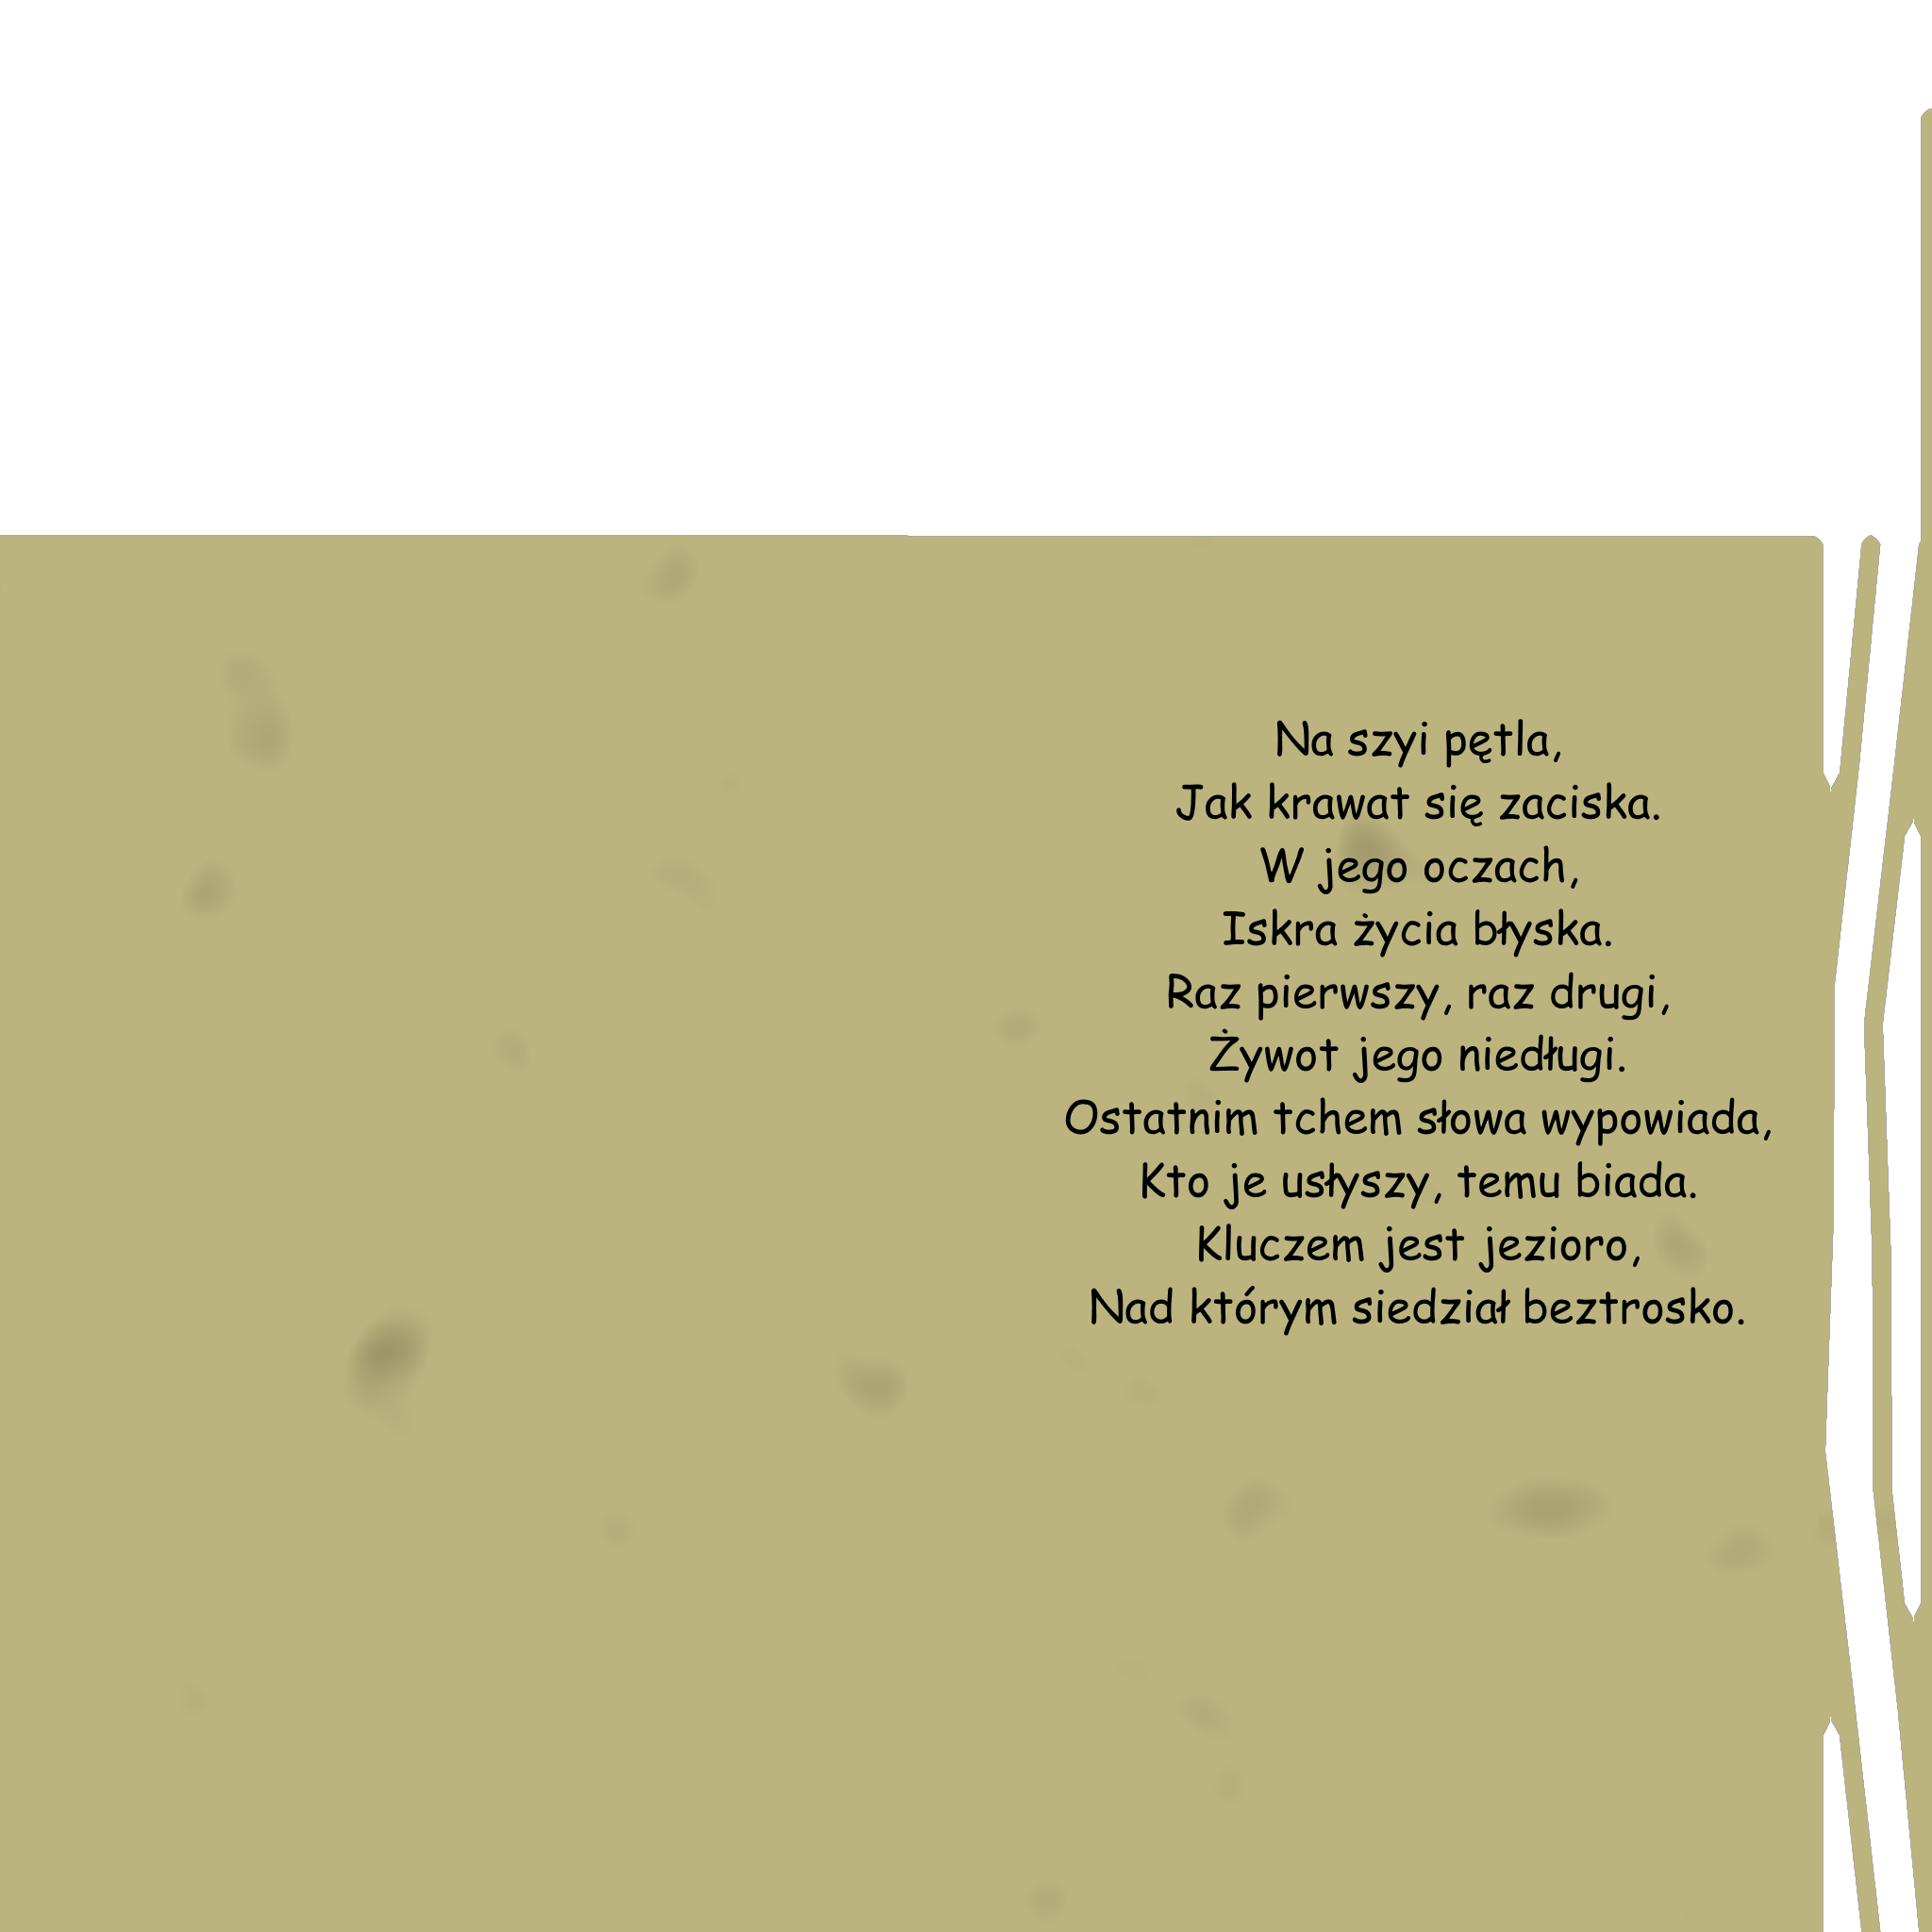 Na szyi pętla,
Jak krawat się zaciska.
W jego oczach,
Iskra życia błyska.
Raz pierwszy, raz drugi,
Żywot jego niedługi.
Ostatnim tchem słowa wypowiada,
Kto je usłyszy, temu biada.
Kluczem jest jezioro,
Nad którym siedział beztrosko.